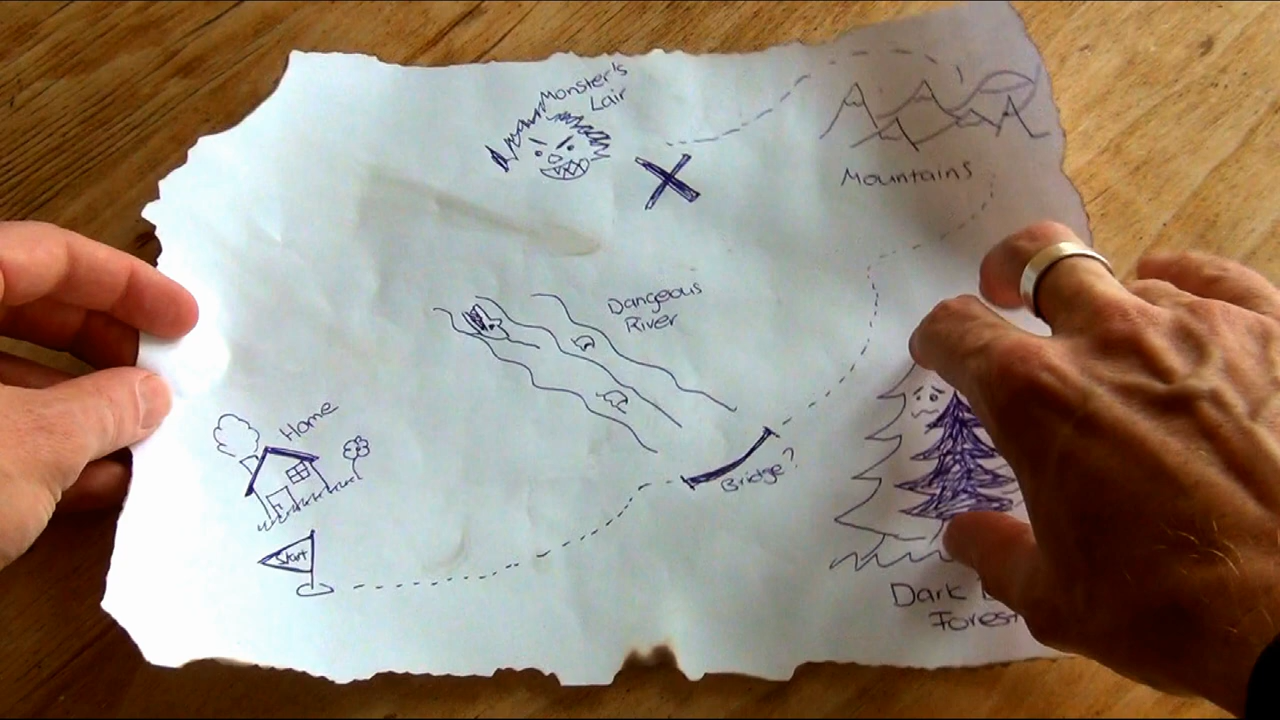 Monster's
Lair
Mountains
Dangeous
River
Home
Bridge?
Start
Dark
Forest